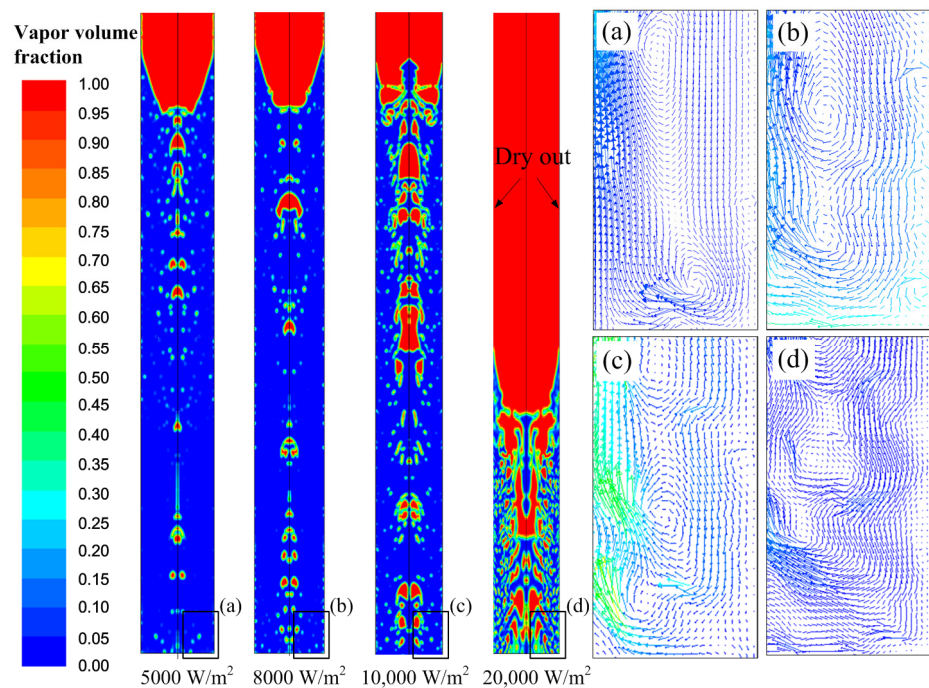 Vapor volume
fraction
1.00
0.95
0.90
0.85
0.80
0.75
0.70
0.65
0.60
0.55
0.50
0.45
0.40
0.35
0.30
0.25
0.20
0.15
0.10
0.05
0.00
(a)
5000 W/m²
(b)
8000 W/m²
(c)
10,000 W/m²
Dry out
(d)
20,000 W/m²
(a)
(b)
(c)
(d)